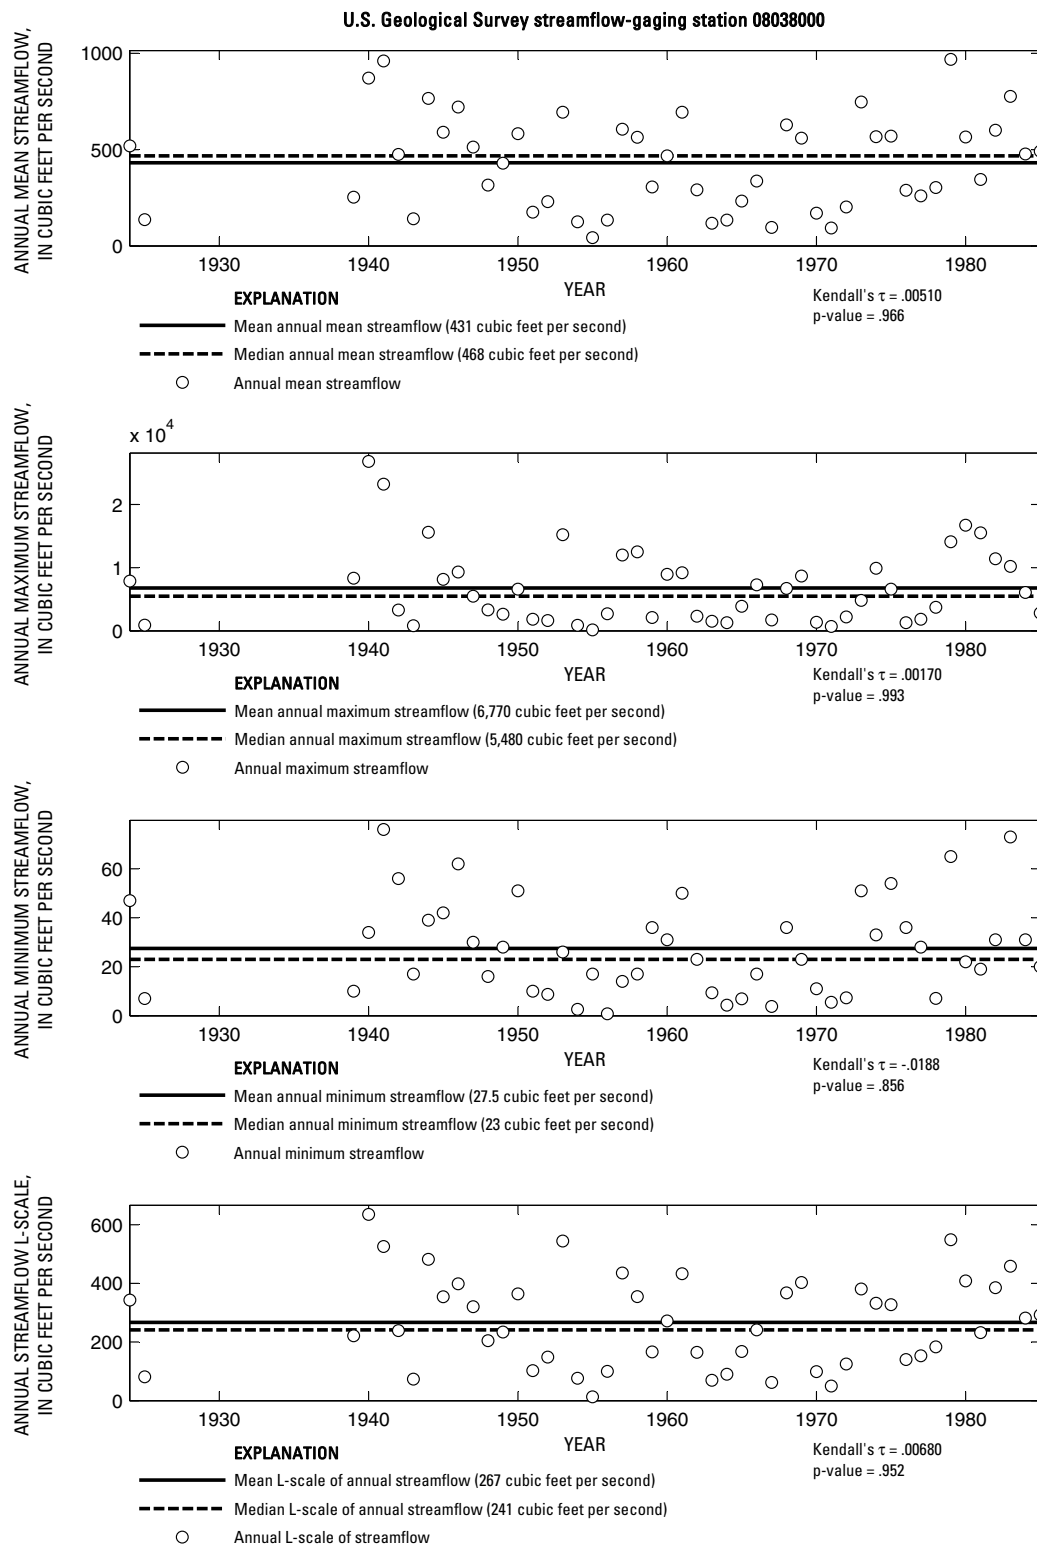 U.S. Geological Survey streamflow-gaging station 08038000
ANNUAL MEAN STREAMFLOW,
IN CUBIC FEET PER SECOND
1000
500
0
1930 1940 1950 1960 1970 1980
YEAR
Kendall's τ = .00510
p-value = .966
EXPLANATION
Mean annual mean streamflow (431 cubic feet per second)
Median annual mean streamflow (468 cubic feet per second)
Annual mean streamflow
ANNUAL MAXIMUM STREAMFLOW,
IN CUBIC FEET PER SECOND
x 10^4
2
1
0
1930 1940 1950 1960 1970 1980
YEAR
Kendall's τ = .00170
p-value = .993
EXPLANATION
Mean annual maximum streamflow (6,770 cubic feet per second)
Median annual maximum streamflow (5,480 cubic feet per second)
Annual maximum streamflow
ANNUAL MINIMUM STREAMFLOW,
IN CUBIC FEET PER SECOND
60
40
20
0
1930 1940 1950 1960 1970 1980
YEAR
Kendall's τ = -.0188
p-value = .856
EXPLANATION
Mean annual minimum streamflow (27.5 cubic feet per second)
Median annual minimum streamflow (23 cubic feet per second)
Annual minimum streamflow
ANNUAL STREAMFLOW L-SCALE,
IN CUBIC FEET PER SECOND
600
400
200
0
1930 1940 1950 1960 1970 1980
YEAR
Kendall's τ = .00680
p-value = .952
EXPLANATION
Mean L-scale of annual streamflow (267 cubic feet per second)
Median L-scale of annual streamflow (241 cubic feet per second)
Annual L-scale of streamflow